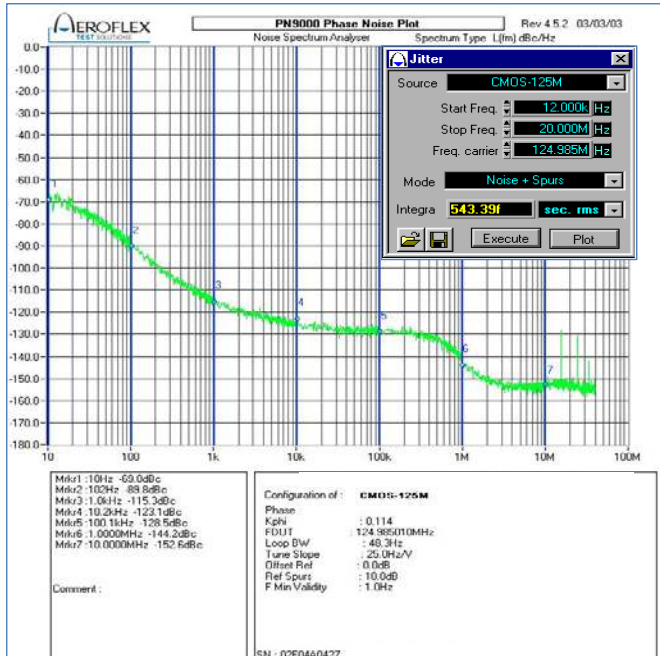 AEROFLEX
TEST SOLUTIONS
PN9000 Phase Noise Plot
Rev 4.5.2 03/03/03
Noise Spectrum Analyser
Spectrum Type L(fm) dBc/Hz
0.0
-10.0
-20.0
-30.0
-40.0
-50.0
-60.0
-70.0
-80.0
-90.0
-100.0
-110.0
-120.0
-130.0
-140.0
-150.0
-160.0
-170.0
-180.0
1
2
3
4
5
6
7
10
100
1k
10k
100k
1M
10M
100M
Jitter
Source CMOS-125M
Start Freq. 12.000k Hz
Stop Freq. 20.000M Hz
Freq. carrier 124.985M Hz
Mode Noise + Spurs
Integra 543.39f sec. rms
Execute Plot
Mrkr1 :10Hz -69.0dBc
Mrkr2 :102Hz -89.8dBc
Mrkr3 :1.0kHz -115.3dBc
Mrkr4 :10.2kHz -123.1dBc
Mrkr5 :100.1kHz -128.5dBc
Mrkr6 :1.0000MHz -144.2dBc
Mrkr7 :10.0000MHz -152.6dBc
Comment :
Configuration of : CMOS-125M
Phase
Kphi : 0.114
FDUT : 124.985010MHz
Loop BW : 48.3Hz
Tune Slope : 25.0Hz/V
Offset Ref : 0.0dB
Ref Spurs : 10.0dB
F Min Validity : 1.0Hz